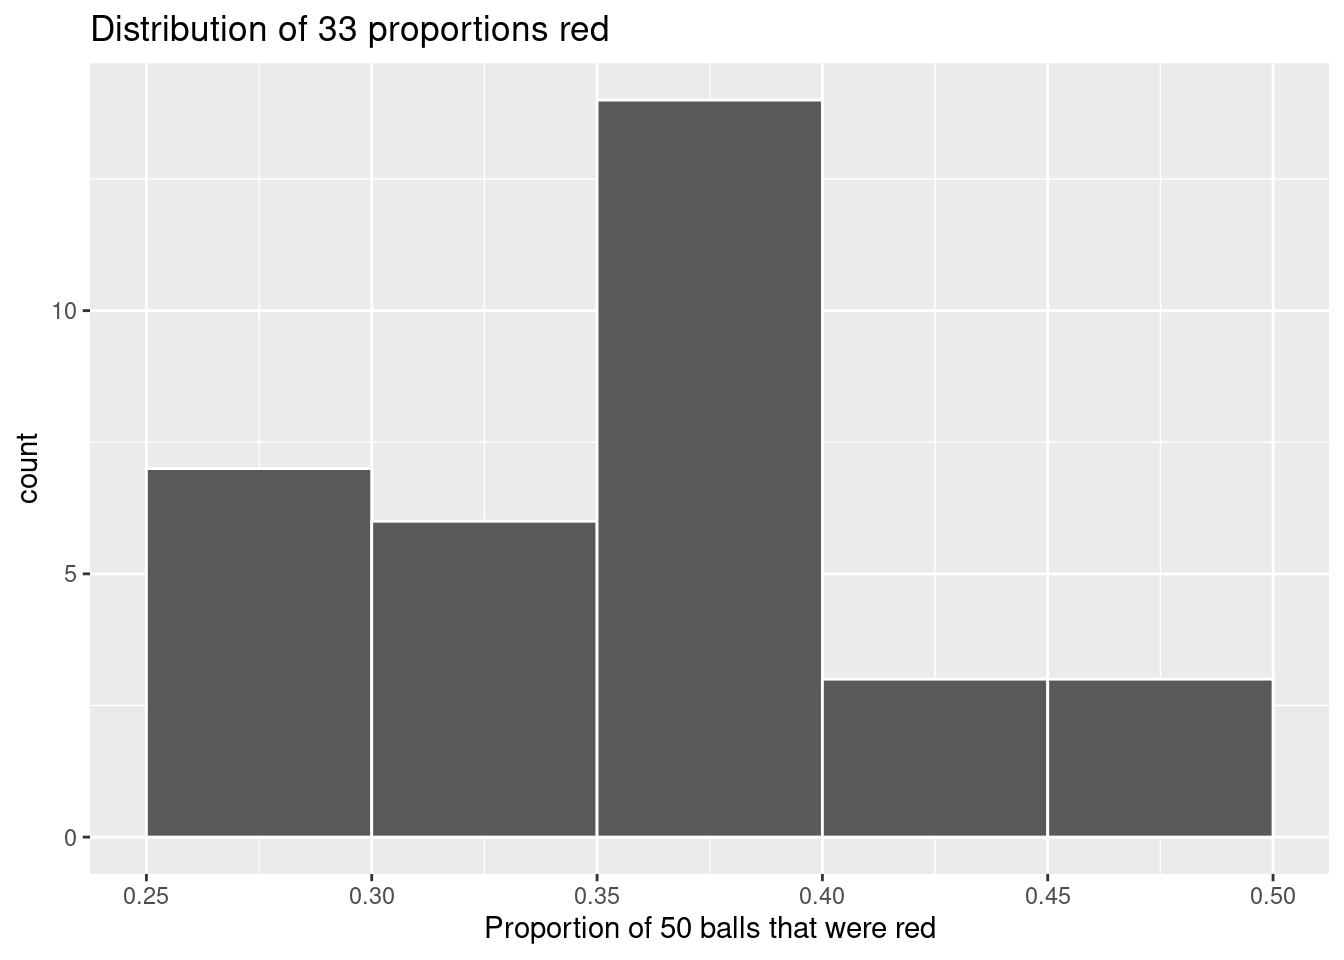 Distribution of 33 proportions red
count
10
5
0
0.25 0.30 0.35 0.40 0.45 0.50
Proportion of 50 balls that were red